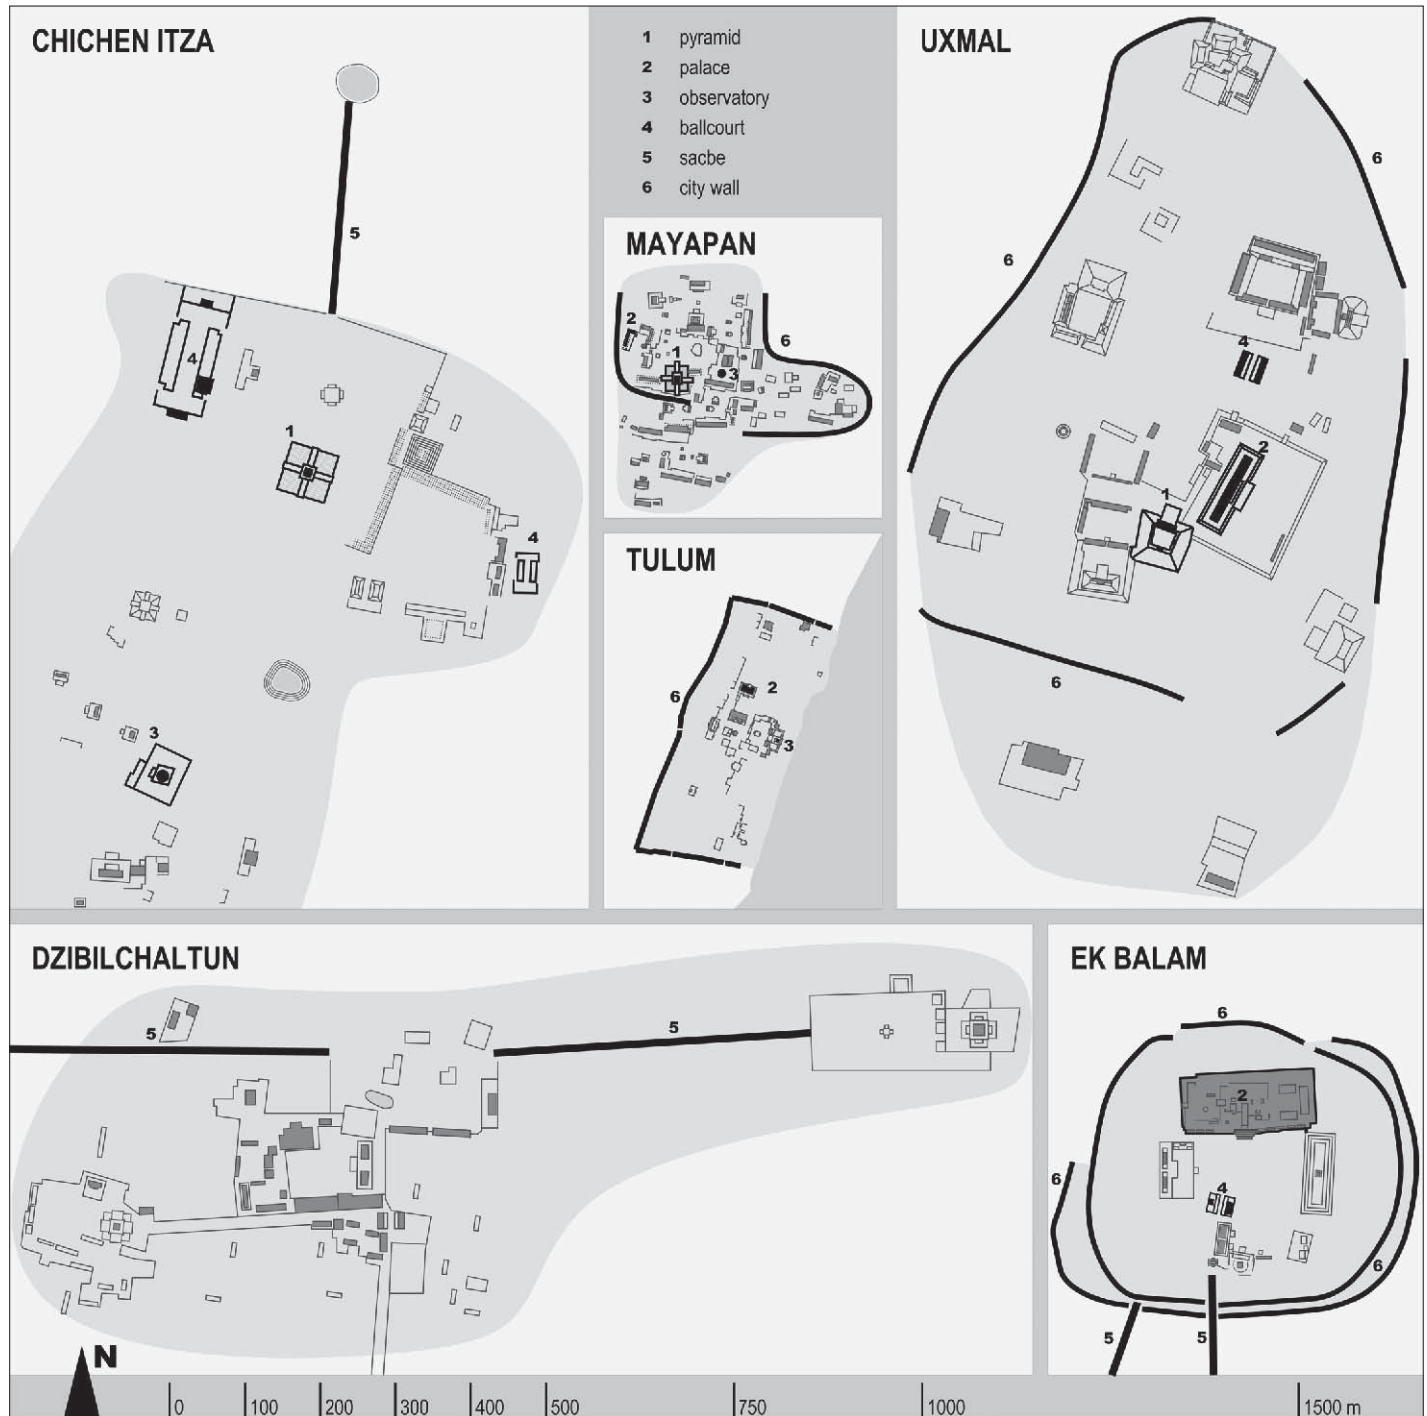 CHICHEN ITZA
5
4
1
4
3
1 pyramid
2 palace
3 observatory
4 ballcourt
5 sacbe
6 city wall
MAYAPAN
2
1
3
6
TULUM
6
2
3
UXMAL
6
6
4
2
1
6
DZIBILCHALTUN
5
5
EK BALAM
6
2
6
4
6
5
5
N
0 100 200 300 400 500 750 1000 1500 m